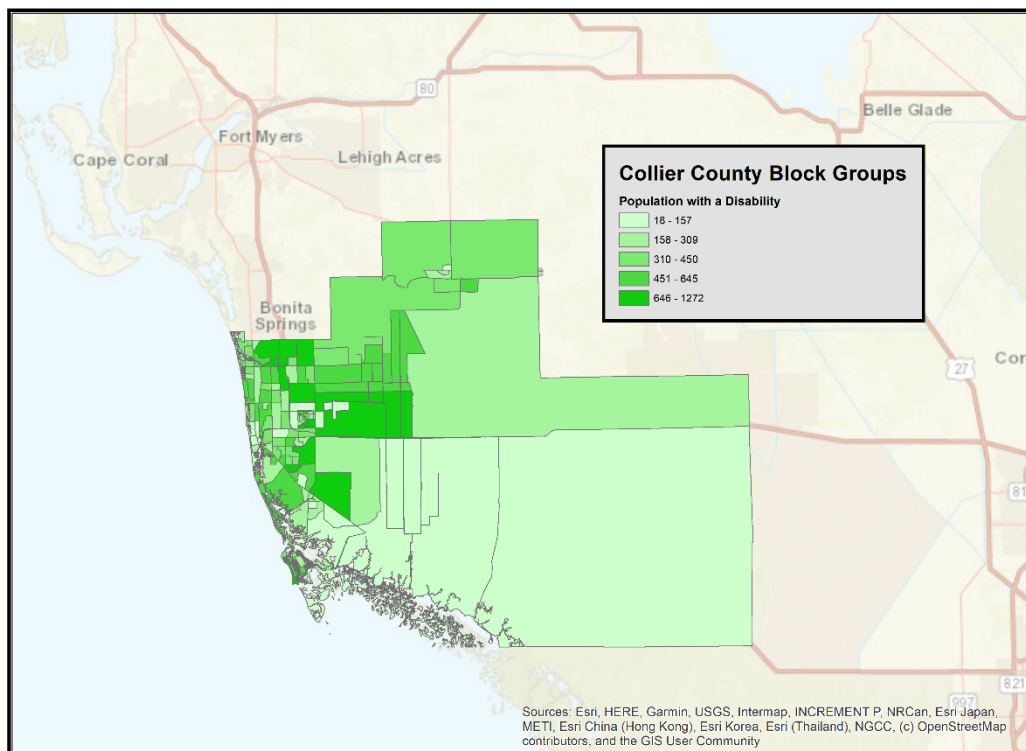 80
Belle Glade
Fort Myers
Cape Coral
Lehigh Acres
Collier County Block Groups
Population with a Disability
18 - 157
158 - 309
310 - 450
451 - 645
646 - 1272
Bonita
Springs
27
81
821
997
Sources: Esri, HERE, Garmin, USGS, Intermap, INCREMENT P, NRCan, Esri Japan,
METI, Esri China (Hong Kong), Esri Korea, Esri (Thailand), NGCC, (c) OpenStreetMap
contributors, and the GIS User Community